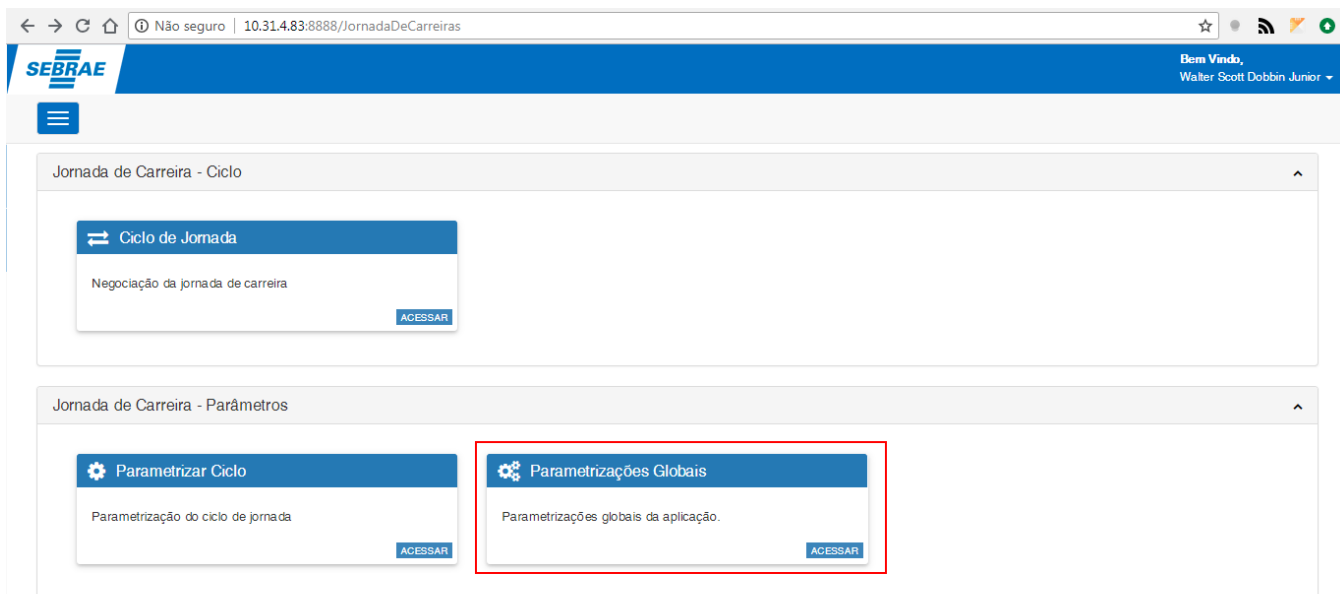 Não seguro | 10.31.4.83:8888/JornadaDeCarreiras
SEBRAE
Bem Vindo,
Walter Scott Dobbin Junior
Jornada de Carreira - Ciclo
Ciclo de Jornada
Negociação da jornada de carreira
ACESSAR
Jornada de Carreira - Parâmetros
Parametrizar Ciclo
Parametrização do ciclo de jornada
ACESSAR
Parametrizações Globais
Parametrizações globais da aplicação.
ACESSAR